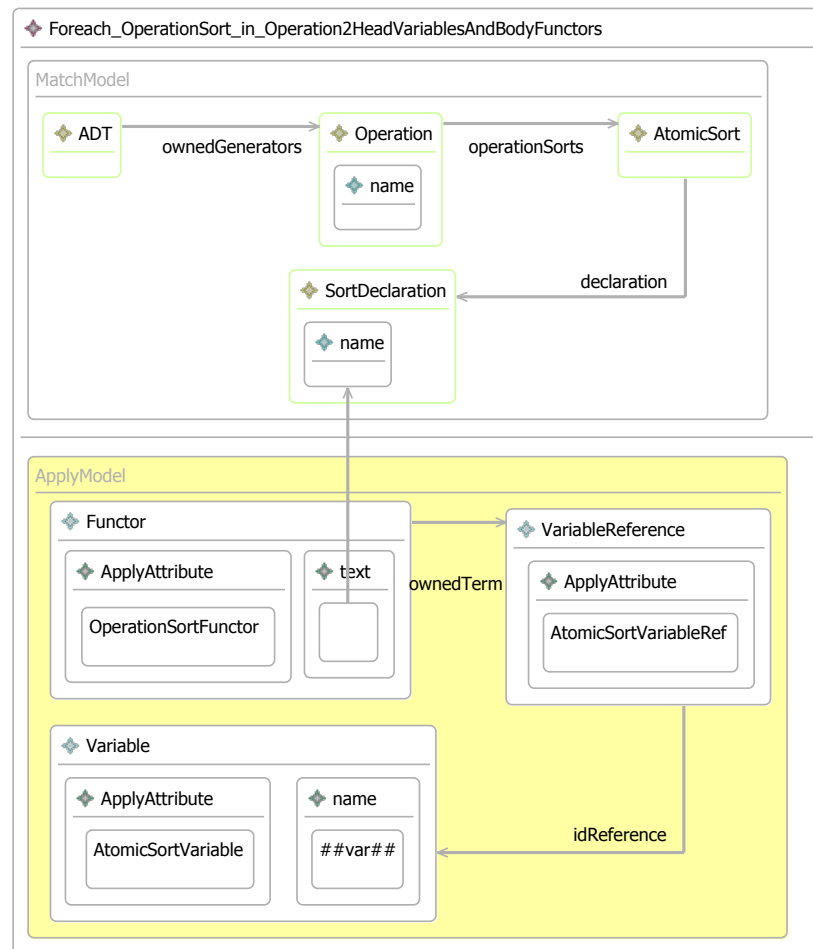 Foreach_OperationSort_in_Operation2HeadVariablesAndBodyFunctors
MatchModel
ADT
ownedGenerators
Operation
name
operationSorts
AtomicSort
declaration
SortDeclaration
name
ApplyModel
Functor
ApplyAttribute
OperationSortFunctor
text
ownedTerm
VariableReference
ApplyAttribute
AtomicSortVariableRef
Variable
ApplyAttribute
AtomicSortVariable
name
##var##
idReference